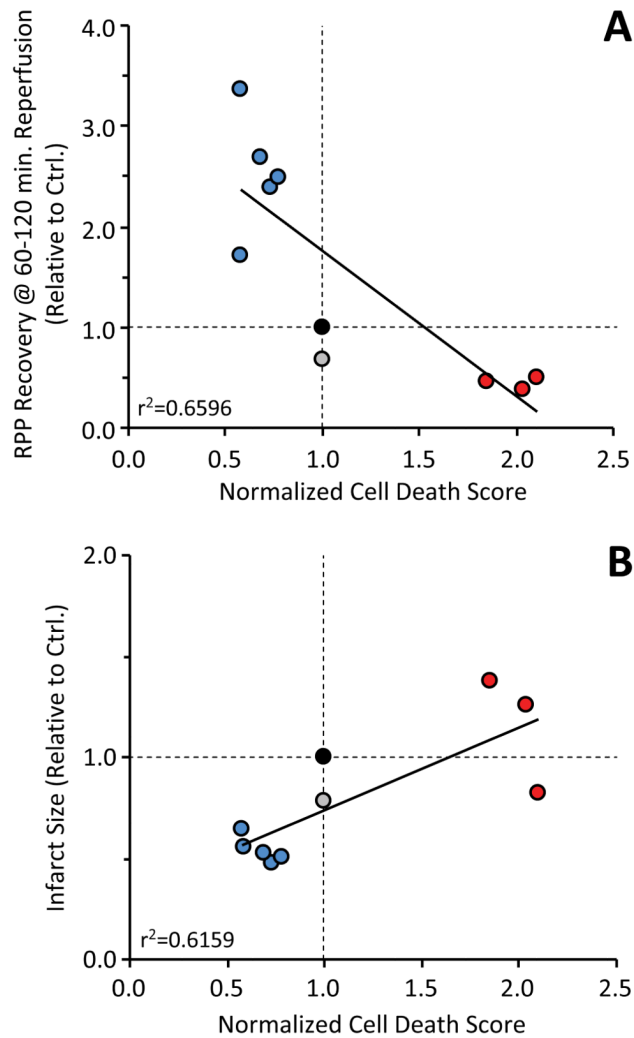 A
RPP Recovery @ 60-120 min. Reperfusion
(Relative to Ctrl.)
4.0
3.0
2.0
1.0
0.0
r²=0.6596
0.0 0.5 1.0 1.5 2.0 2.5
Normalized Cell Death Score
B
Infarct Size (Relative to Ctrl.)
2.0
1.0
0.0
r²=0.6159
0.0 0.5 1.0 1.5 2.0 2.5
Normalized Cell Death Score